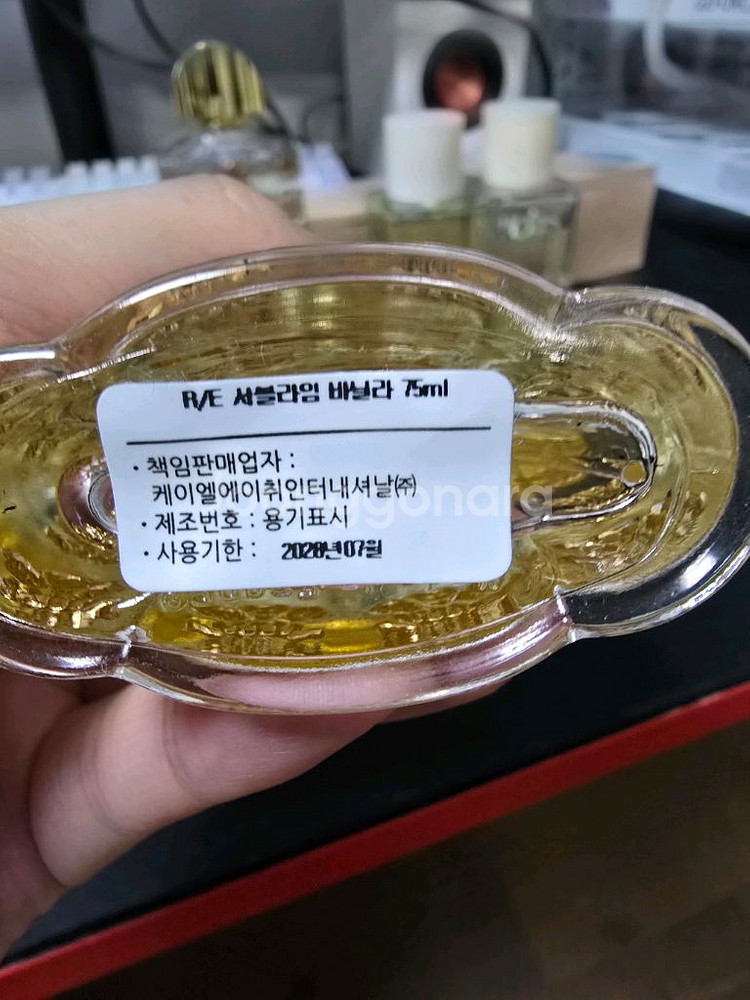 R/E 서블라임 바닐라 75ml
· 책임판매업자 :
케이엘에이취인터내셔날㈜
· 제조번호 : 용기표시
· 사용기한 : 2028년07월